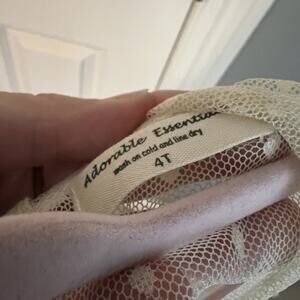 Adorable Essentials
wash on cold and line dry
4T